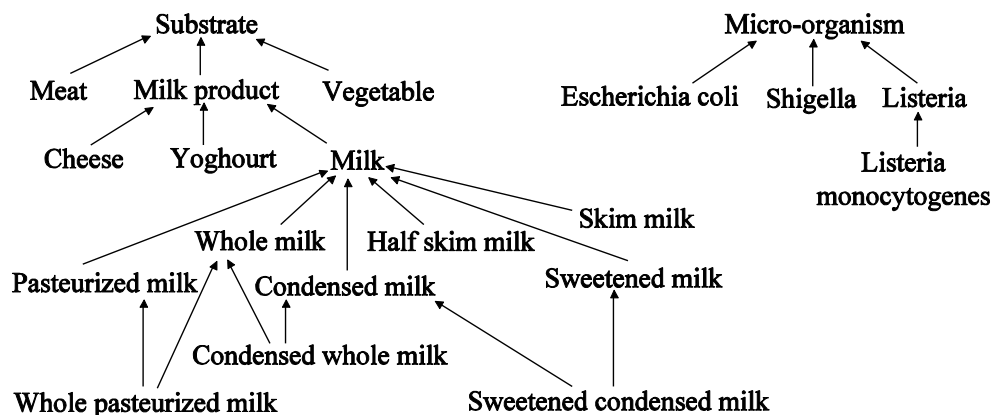 Substrate
Micro-organism
Meat
Milk product
Vegetable
Escherichia coli
Shigella
Listeria
Cheese
Yoghourt
Milk
Listeria
monocytogenes
Skim milk
Whole milk
Half skim milk
Pasteurized milk
Condensed milk
Sweetened milk
Condensed whole milk
Whole pasteurized milk
Sweetened condensed milk